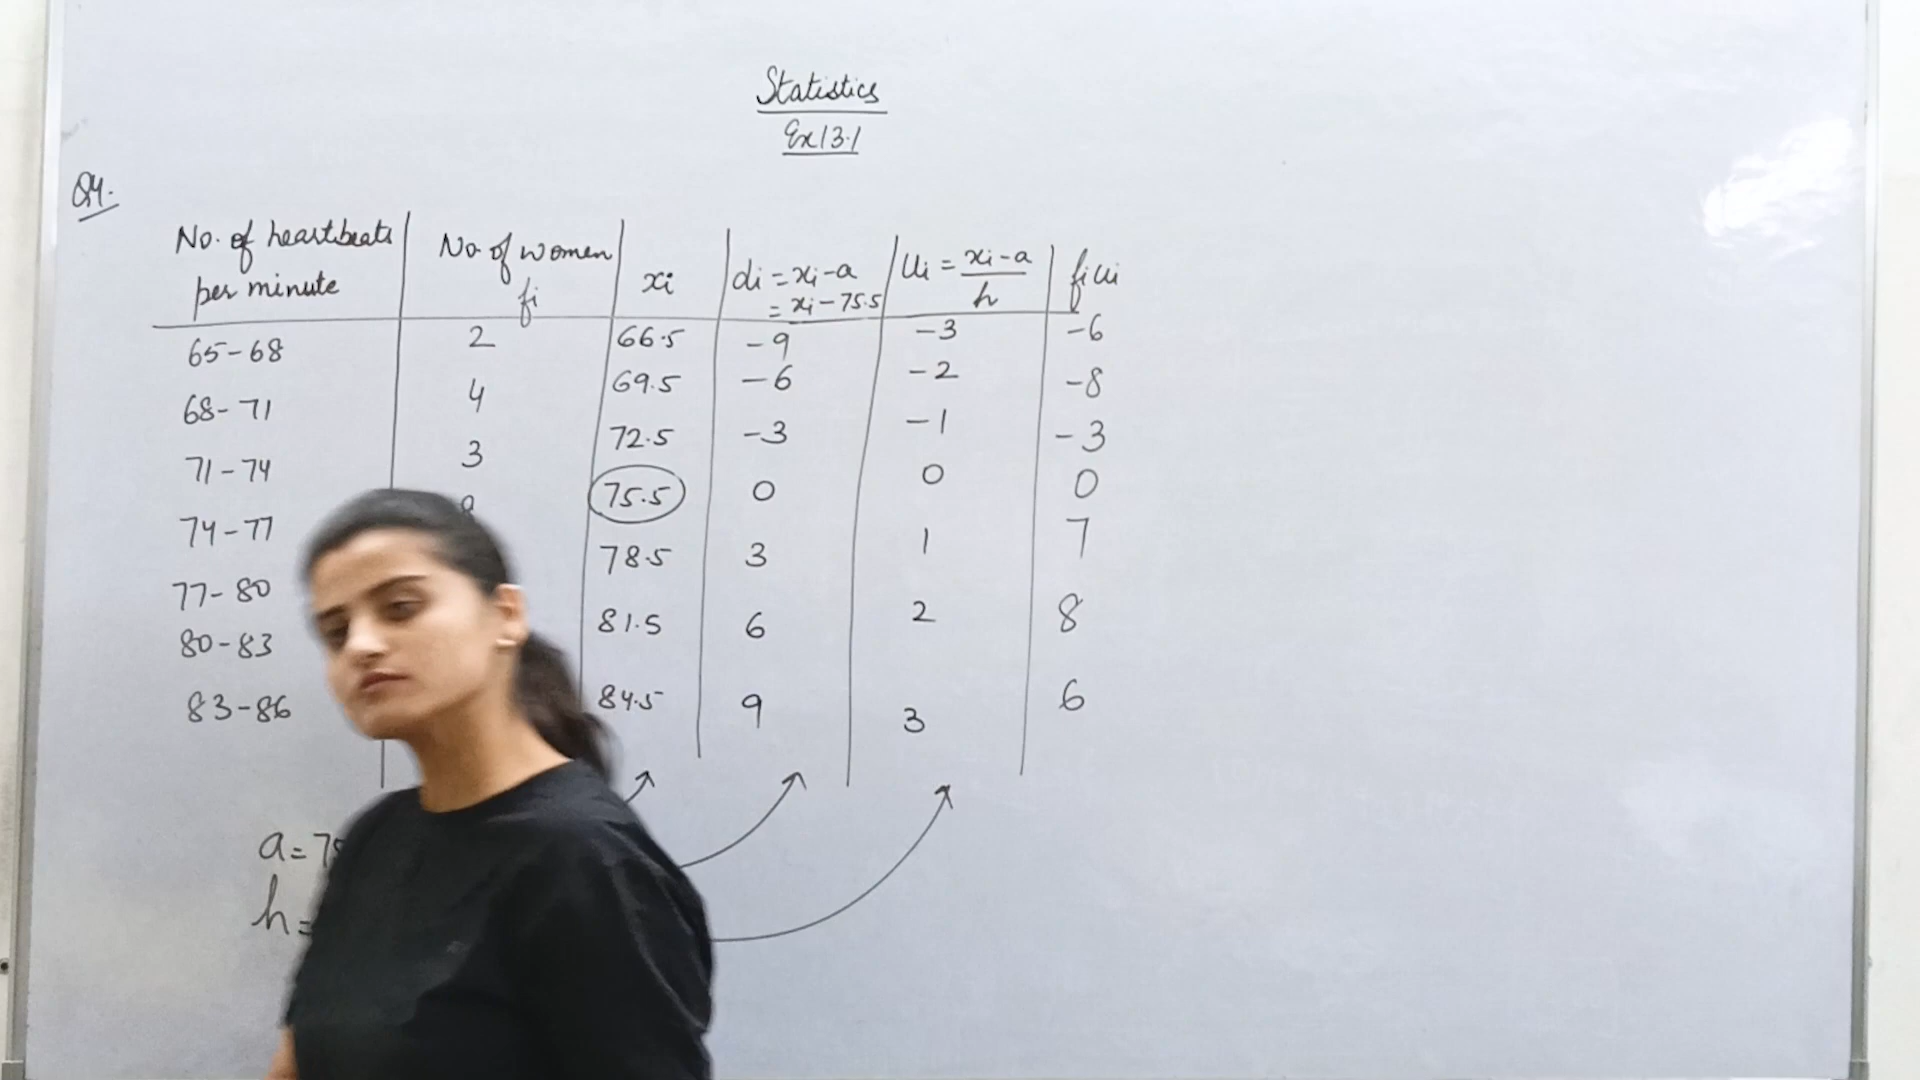 Statistics
Ex13.1
Q4.
No. of heartbeats per minute | No of women fi | xi | di = xi-a = xi-75.5 | ui = xi-a / h | fiui
65-68 2 66.5 -9 -3 -6
68-71 4 69.5 -6 -2 -8
71-74 3 72.5 -3 -1 -3
74-77 75.5 0 0 0
77-80 78.5 3 1 7
80-83 81.5 6 2 8
83-86 84.5 9 3 6
a=7
h=